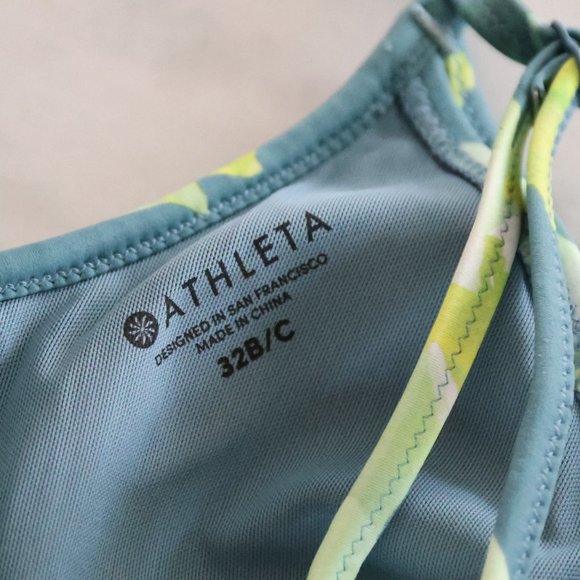 ATHLETA
DESIGNED IN SAN FRANCISCO
MADE IN CHINA
32B/C